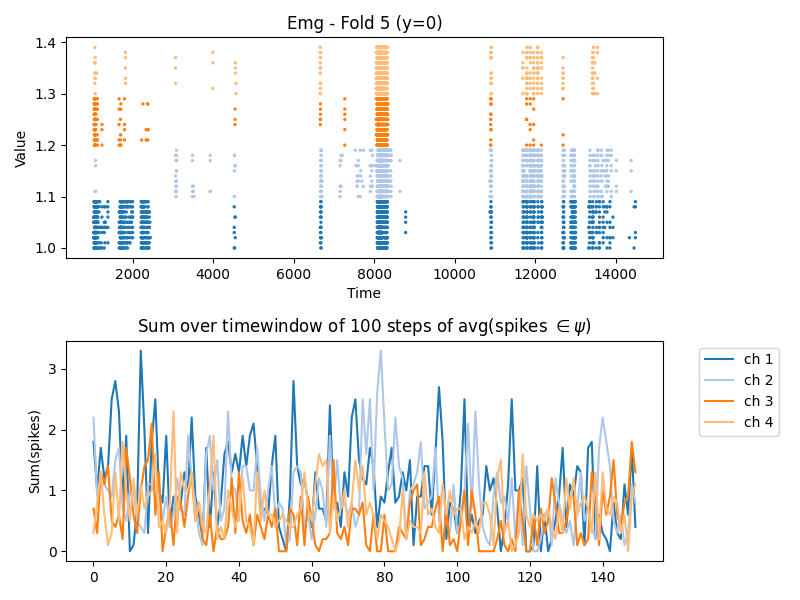 Emg - Fold 5 (y=0)
1.4
1.3
1.2
1.1
1.0
Value
2000 4000 6000 8000 10000 12000 14000
Time
Sum over timewindow of 100 steps of avg(spikes ∈ ψ)
3
2
1
0
Sum(spikes)
0 20 40 60 80 100 120 140
ch 1
ch 2
ch 3
ch 4